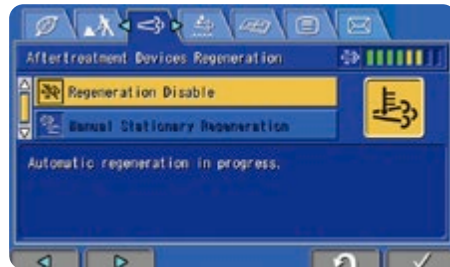 Aftertreatment Devices Regeneration
Regeneration Disable
Manual Stationary Regeneration
Automatic regeneration in progress.